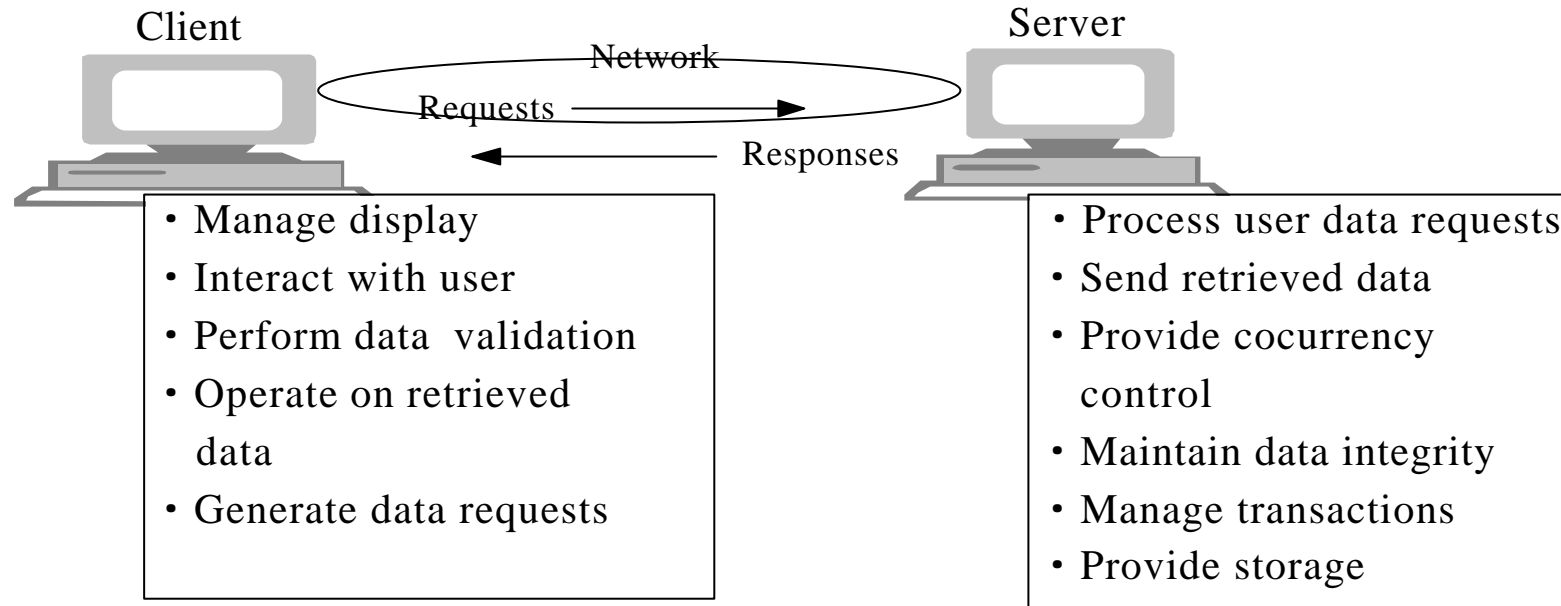 Client
Server
Network
Requests
Responses
• Manage display
• Interact with user
• Perform data validation
• Operate on retrieved
data
• Generate data requests
• Process user data requests
• Send retrieved data
• Provide cocurrency
control
• Maintain data integrity
• Manage transactions
• Provide storage